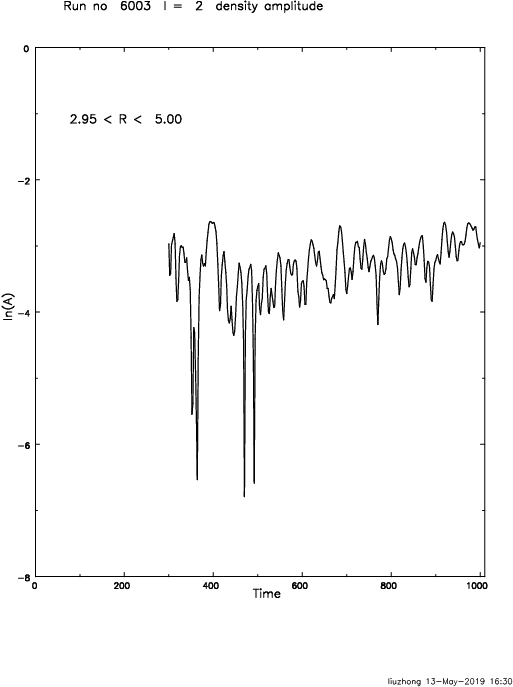 Run no 6003 l = 2 density amplitude
0
2.95 < R < 5.00
-2
ln(A)
-4
-6
-8
0 200 400 600 800 1000
Time
liuzhong 13-May-2019 16:30